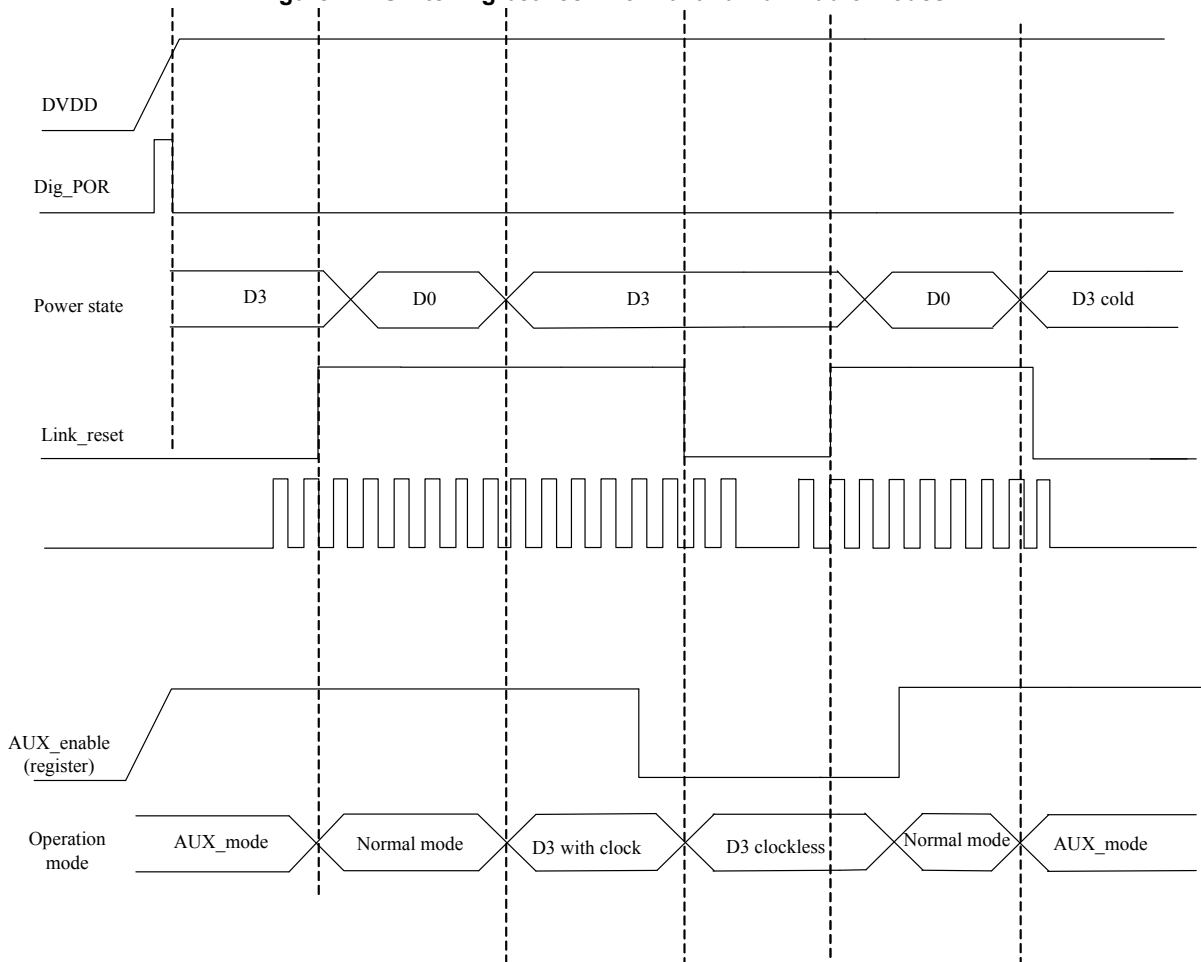 DVDD
Dig_POR
Power state
D3
D0
D3
D0
D3 cold
Link_reset
AUX_enable
(register)
Operation
mode
AUX_mode
Normal mode
D3 with clock
D3 clockless
Normal mode
AUX_mode